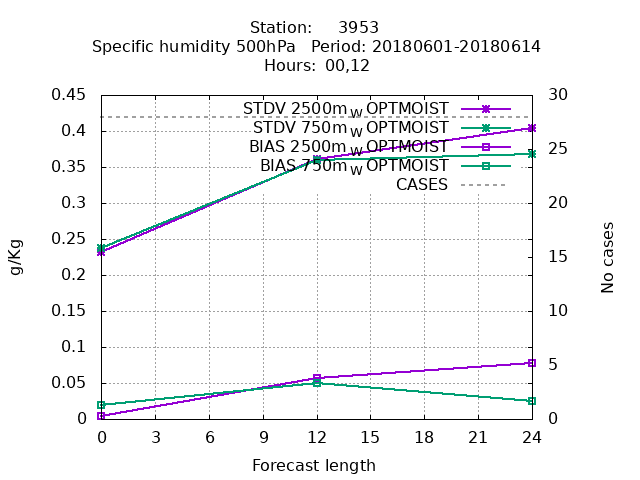 Station: 3953
Specific humidity 500hPa Period: 20180601-20180614
Hours: 00,12
0.45
0.4
0.35
0.3
0.25
0.2
0.15
0.1
0.05
0
30
25
20
15
10
5
0
STDV 2500m_W OPTMOIST
STDV 750m_W OPTMOIST
BIAS 2500m_W OPTMOIST
BIAS 750m_W OPTMOIST
CASES
g/Kg
No cases
0 3 6 9 12 15 18 21 24
Forecast length